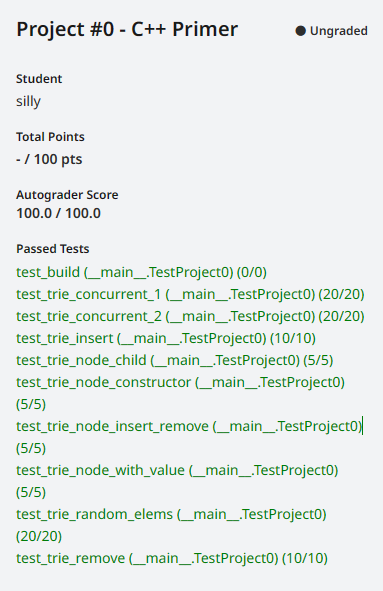 Project #0 - C++ Primer
Ungraded
Student
silly
Total Points
- / 100 pts
Autograder Score
100.0 / 100.0
Passed Tests
test_build (__main__.TestProject0) (0/0)
test_trie_concurrent_1 (__main__.TestProject0) (20/20)
test_trie_concurrent_2 (__main__.TestProject0) (20/20)
test_trie_insert (__main__.TestProject0) (10/10)
test_trie_node_child (__main__.TestProject0) (5/5)
test_trie_node_constructor (__main__.TestProject0)
(5/5)
test_trie_node_insert_remove (__main__.TestProject0)
(5/5)
test_trie_node_with_value (__main__.TestProject0)
(5/5)
test_trie_random_elems (__main__.TestProject0)
(20/20)
test_trie_remove (__main__.TestProject0) (10/10)